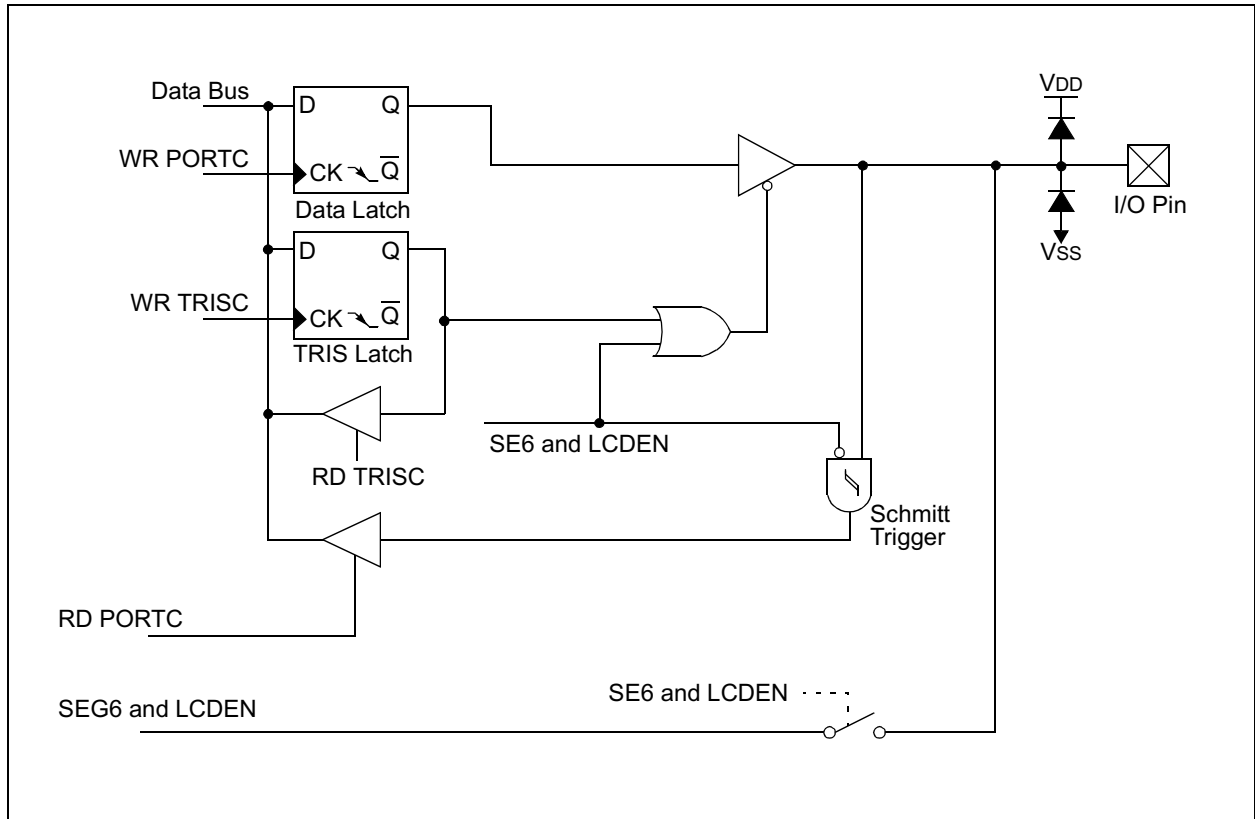 Data Bus
D Q
WR PORTC
CK Q̅
Data Latch
VDD
I/O Pin
VSS
D Q
WR TRISC
CK Q̅
TRIS Latch
SE6 and LCDEN
RD TRISC
Schmitt
Trigger
RD PORTC
SE6 and LCDEN
SEG6 and LCDEN